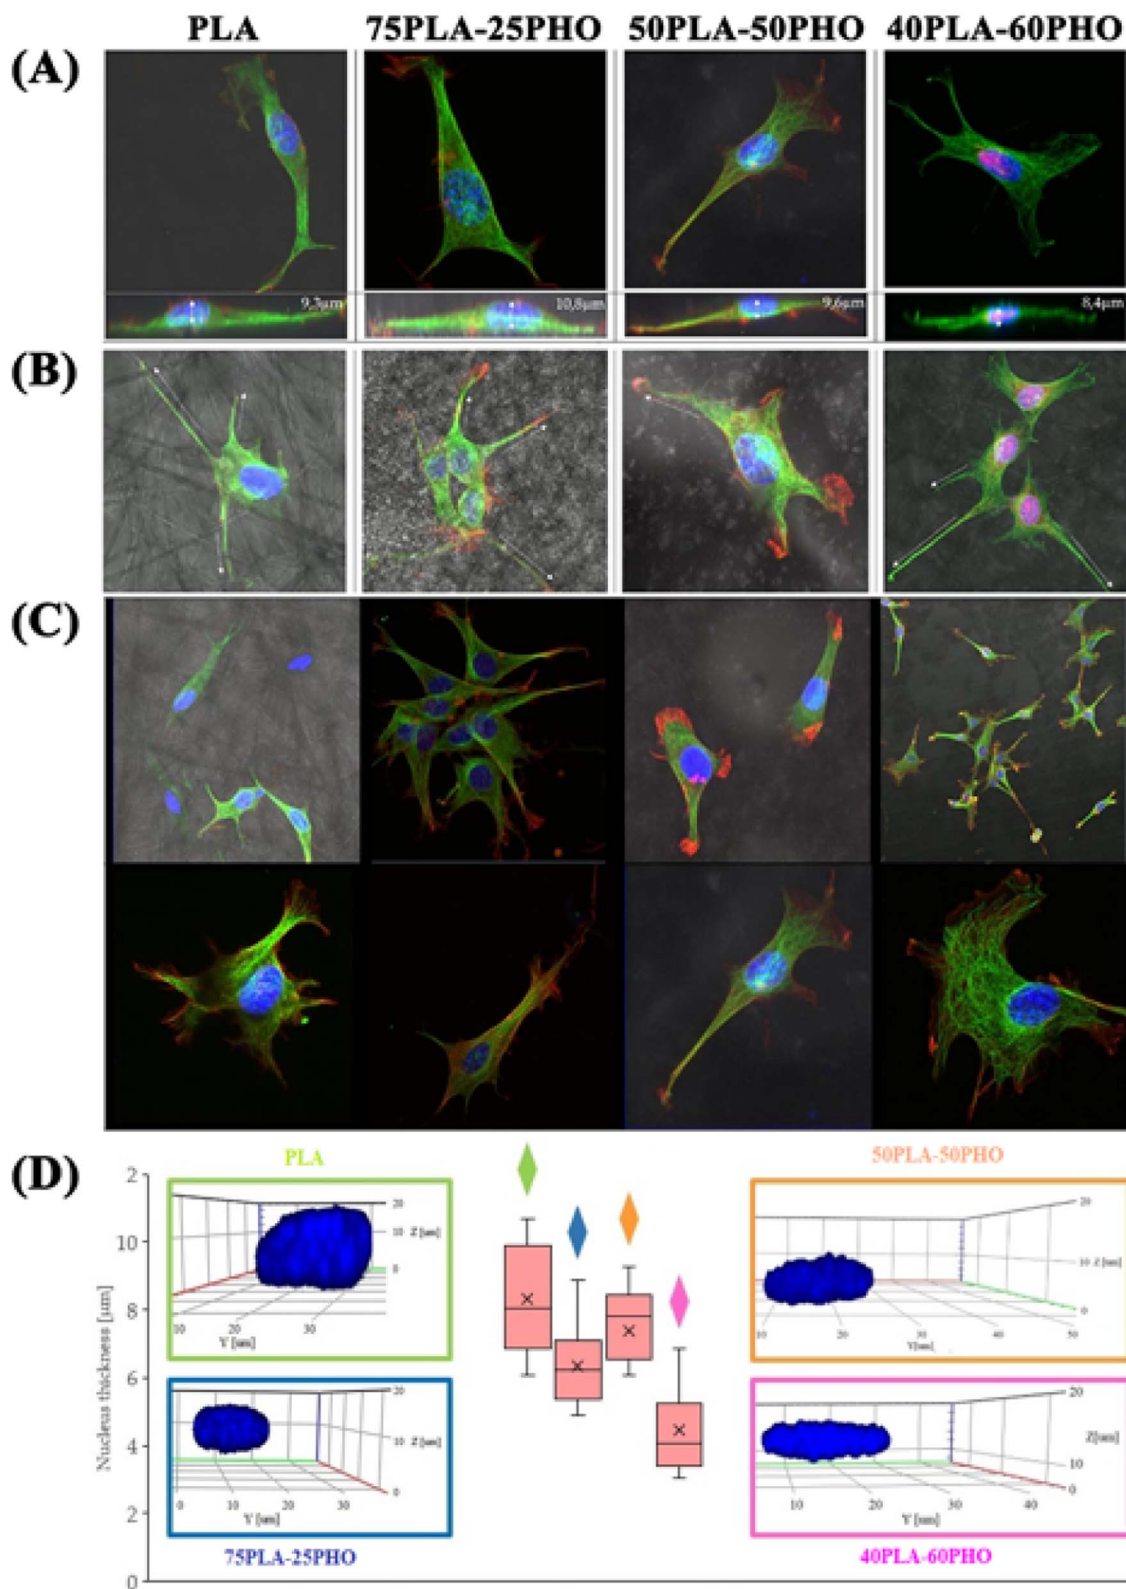 PLA 75PLA-25PHO 50PLA-50PHO 40PLA-60PHO
(A)
9,3µm 10,8µm 9,6µm 8,4µm
(B)
(C)
(D)
PLA
20
10
Z [um]
0
10 30
Y [um]
50PLA-50PHO
20
10
Z [um]
0
10 20 30 40 50
Y[um]
2
10
8
6
4
2
0
Nucleus thickness [µm]
20
10
Z [um]
0
0 10 20 30
Y [um]
75PLA-25PHO
20
Z[um]
10
0
10 20 30 40
Y [um]
40PLA-60PHO